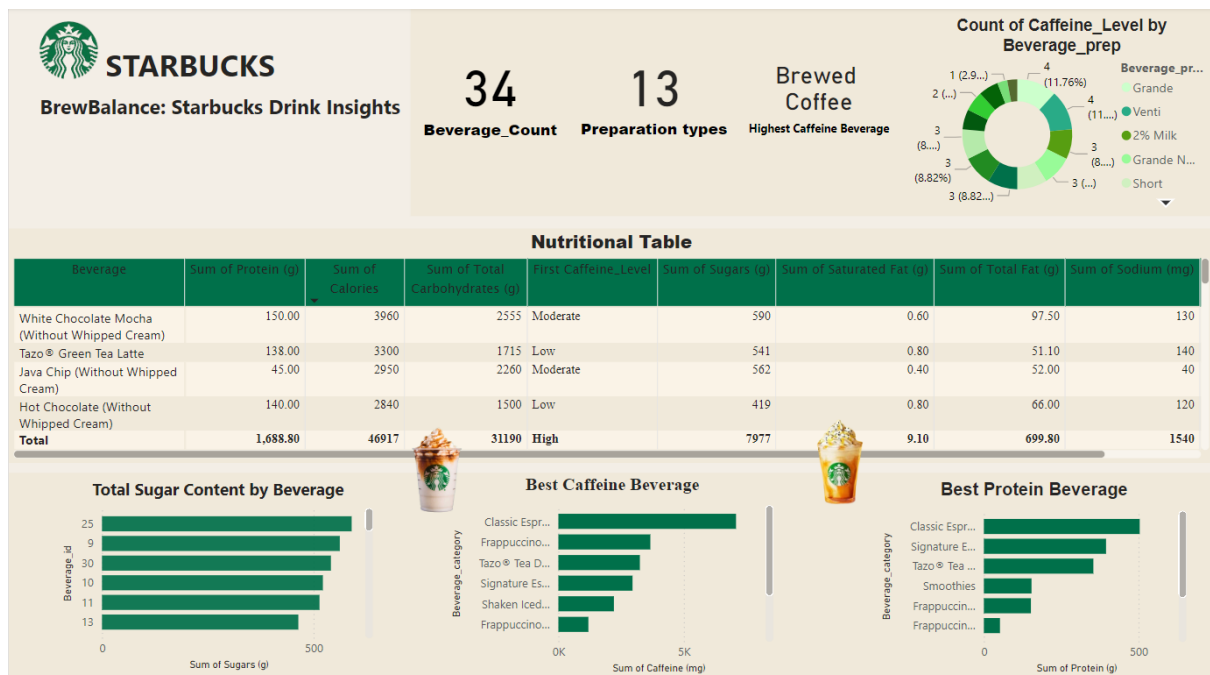 STARBUCKS
BrewBalance: Starbucks Drink Insights
34
Beverage_Count
13
Preparation types
Brewed
Coffee
Highest Caffeine Beverage
Count of Caffeine_Level by
Beverage_prep
1 (2.9...)
4
(11.76%)
2 (...)
4
(11....)
3
(8....)
3
(8....)
3
(8.82%)
3 (...)
3 (8.82...)
Beverage_pr...
Grande
Venti
2% Milk
Grande N...
Short
Nutritional Table
Beverage Sum of Protein (g) Sum of Calories Sum of Total Carbohydrates (g) First Caffeine_Level Sum of Sugars (g) Sum of Saturated Fat (g) Sum of Total Fat (g) Sum of Sodium (mg)
White Chocolate Mocha 150.00 3960 2555 Moderate 590 0.60 97.50 130
(Without Whipped Cream)
Tazo® Green Tea Latte 138.00 3300 1715 Low 541 0.80 51.10 140
Java Chip (Without Whipped 45.00 2950 2260 Moderate 562 0.40 52.00 40
Cream)
Hot Chocolate (Without 140.00 2840 1500 Low 419 0.80 66.00 120
Whipped Cream)
Total 1,688.80 46917 31190 High 7977 9.10 699.80 1540
Total Sugar Content by Beverage
Beverage_id
25
9
30
10
11
13
0 500
Sum of Sugars (g)
Best Caffeine Beverage
Beverage_category
Classic Espr...
Frappuccino...
Tazo® Tea D...
Signature Es...
Shaken Iced...
Frappuccino...
0K 5K
Sum of Caffeine (mg)
Best Protein Beverage
Beverage_category
Classic Espr...
Signature E...
Tazo® Tea ...
Smoothies
Frappuccin...
Frappuccin...
0 500
Sum of Protein (g)